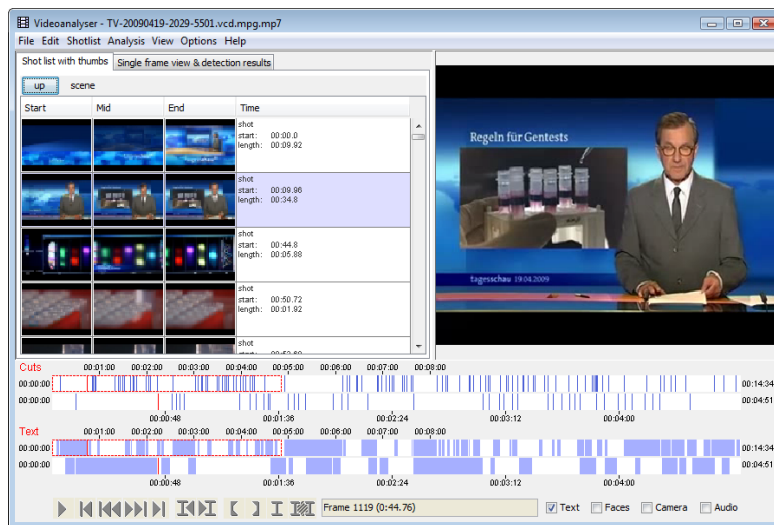 Videoanalyser - TV-20090419-2029-5501.vcd.mpg.mp7
File Edit Shotlist Analysis View Options Help
Shot list with thumbs Single frame view & detection results
up scene
Start Mid End Time
shot
start: 00:00.0
length: 00:09.92
shot
start: 00:09.96
length: 00:34.8
shot
start: 00:44.8
length: 00:05.88
shot
start: 00:50.72
length: 00:01.92
shot
Regeln für Gentests
tagesschau 19.04.2009
Cuts 00:01:00 00:02:00 00:03:00 00:04:00 00:05:00 00:06:00 00:07:00 00:08:00
00:00:00 00:14:34
00:00:00 00:04:51
00:00:48 00:01:36 00:02:24 00:03:12 00:04:00
Text 00:01:00 00:02:00 00:03:00 00:04:00 00:05:00 00:06:00 00:07:00 00:08:00
00:00:00 00:14:34
00:00:00 00:04:51
00:00:48 00:01:36 00:02:24 00:03:12 00:04:00
Frame 1119 (0:44.76) Text Faces Camera Audio